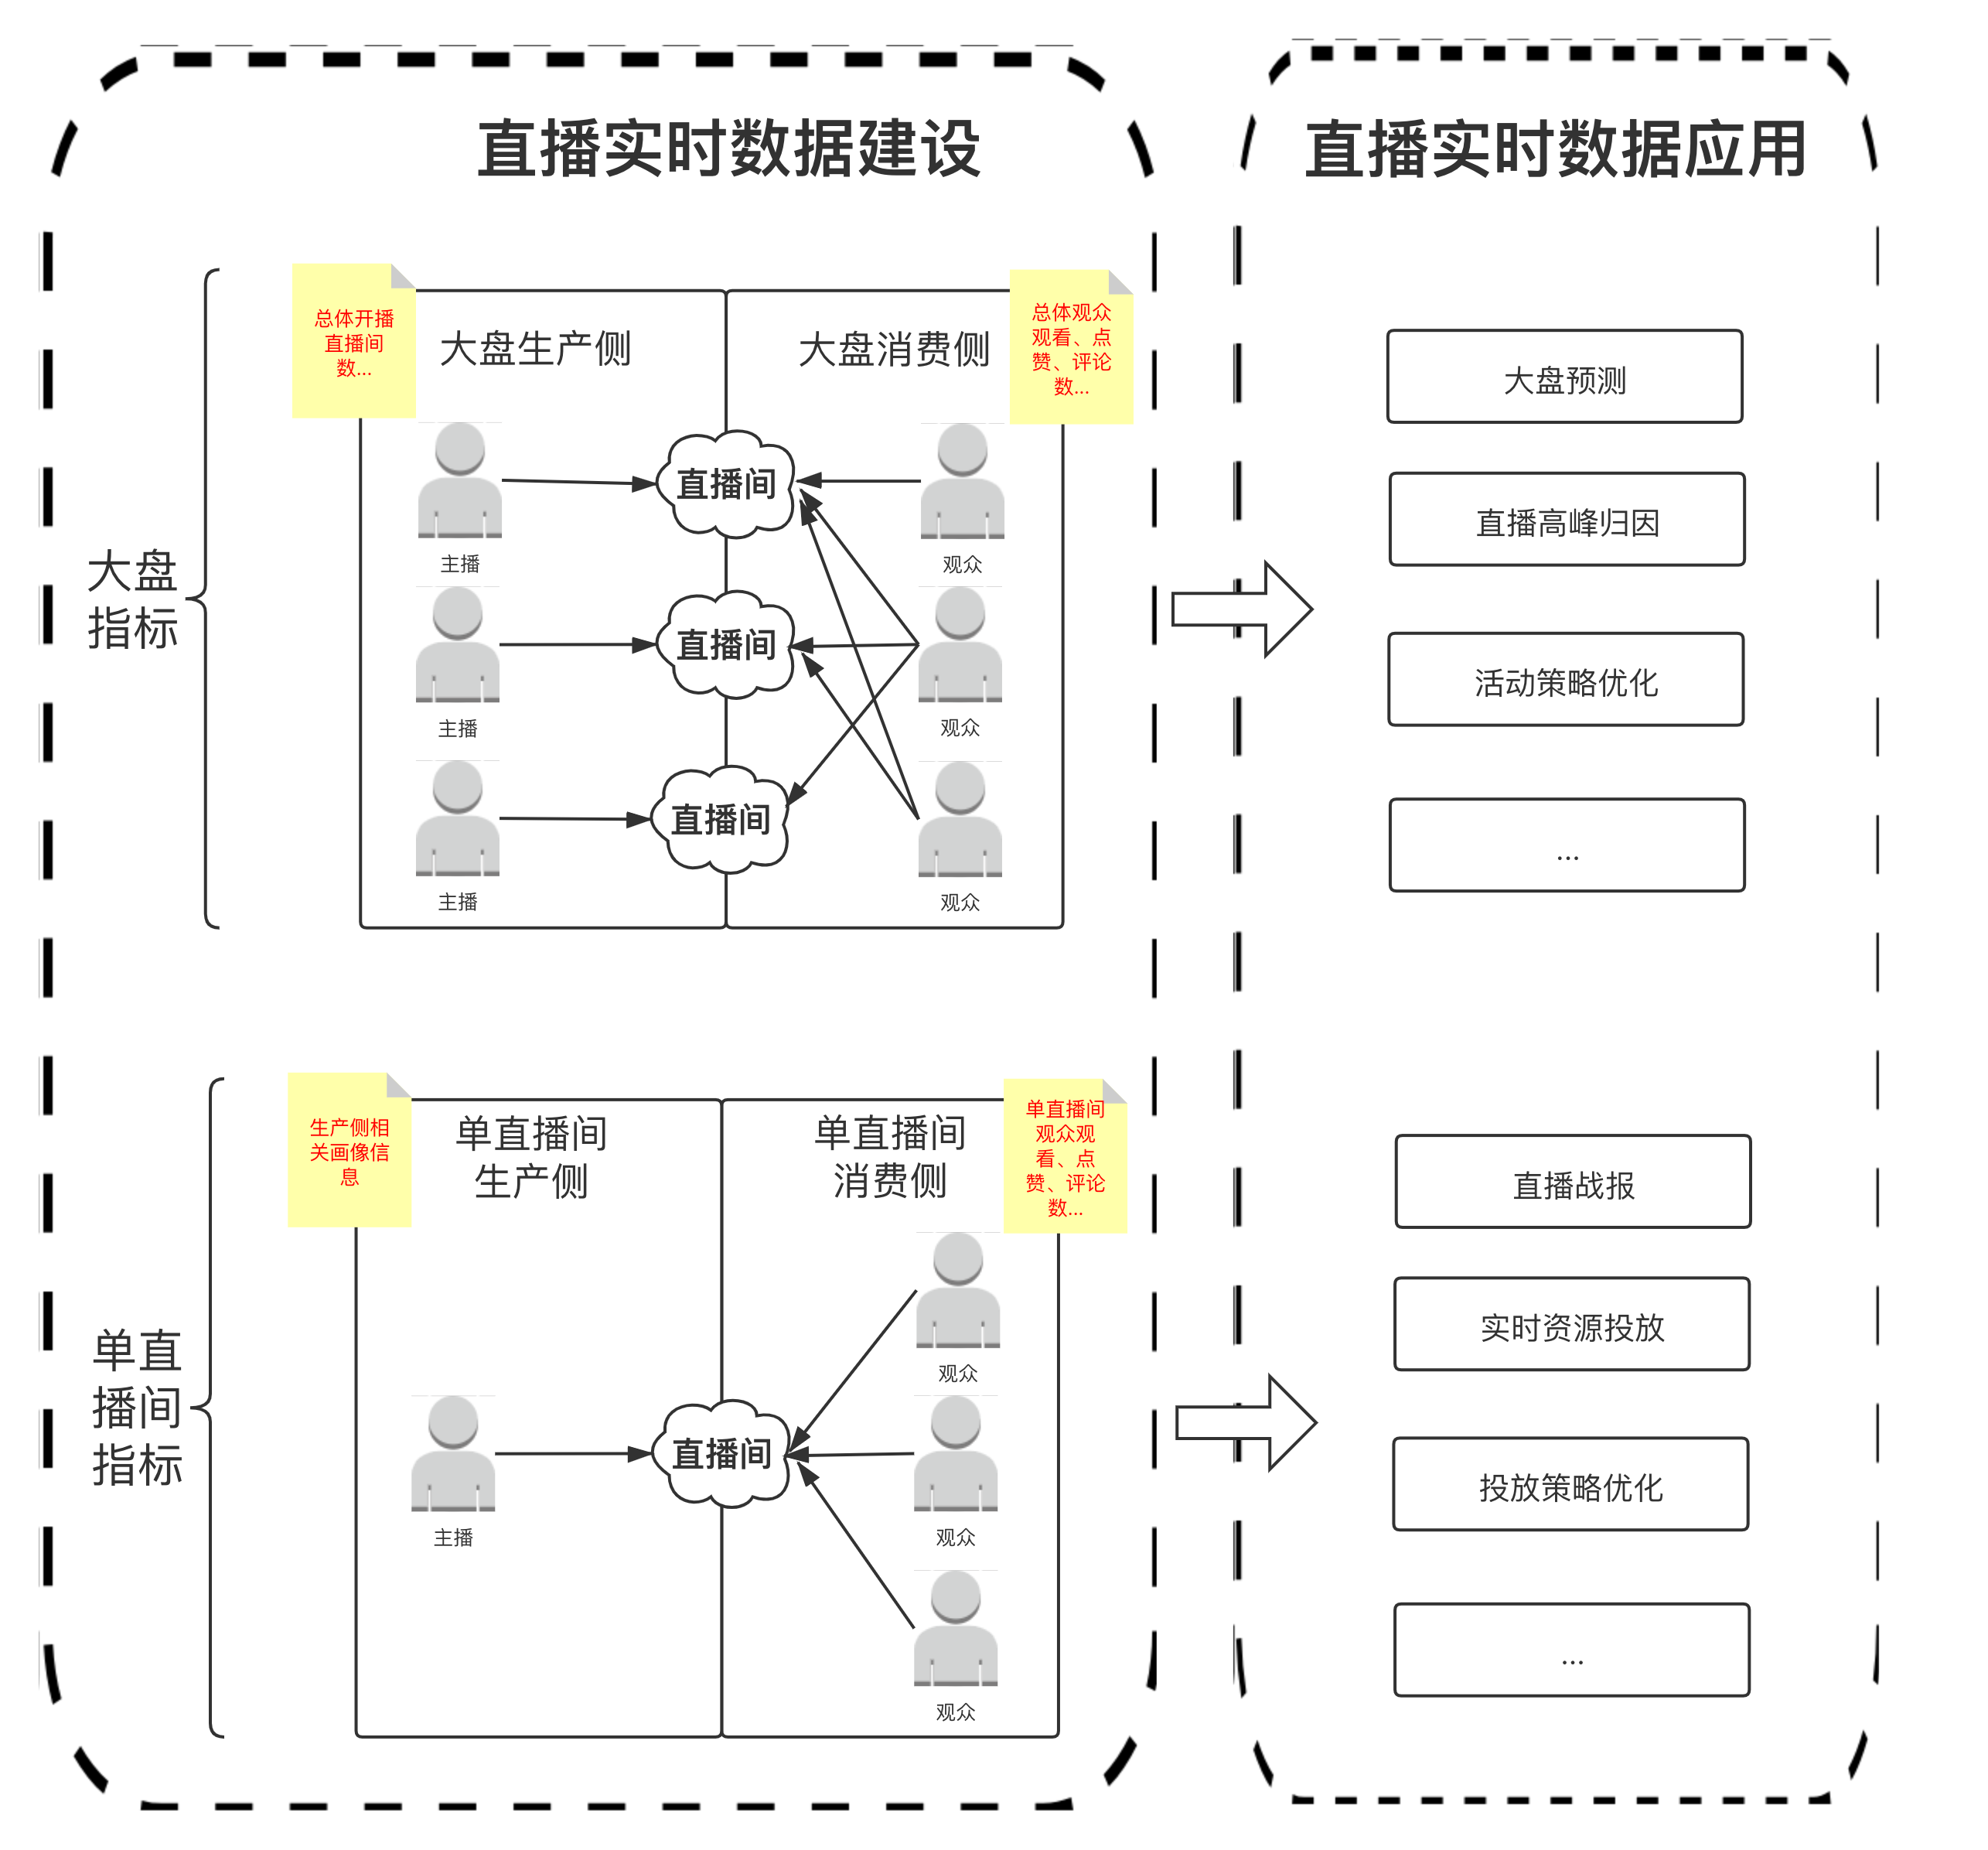 直播实时数据建设
直播实时数据应用
大盘
指标
总体开播
直播间
数...
大盘生产侧
大盘消费侧
总体观众
观看、点
赞、评论
数...
直播间
主播
观众
直播间
主播
观众
直播间
主播
观众
大盘预测
直播高峰归因
活动策略优化
...
单直
播间
指标
生产侧相
关画像信
息
单直播间
生产侧
单直播间
消费侧
单直播间
观众观
看、点
赞、评论
数...
观众
直播间
主播
观众
观众
直播战报
实时资源投放
投放策略优化
...